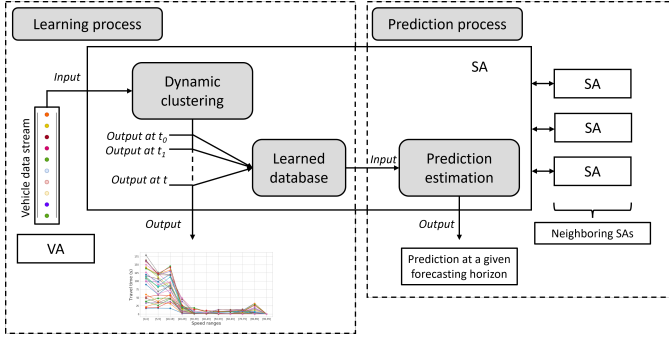 Learning process
Prediction process
SA
Input
Dynamic
clustering
Output at t0
Output at t1
Output at t
Learned
database
Input
Prediction
estimation
SA
SA
SA
Neighboring SAs
Vehicle data stream
VA
Output
Output
Prediction at a given
forecasting horizon
Travel time (s)
Speed ranges